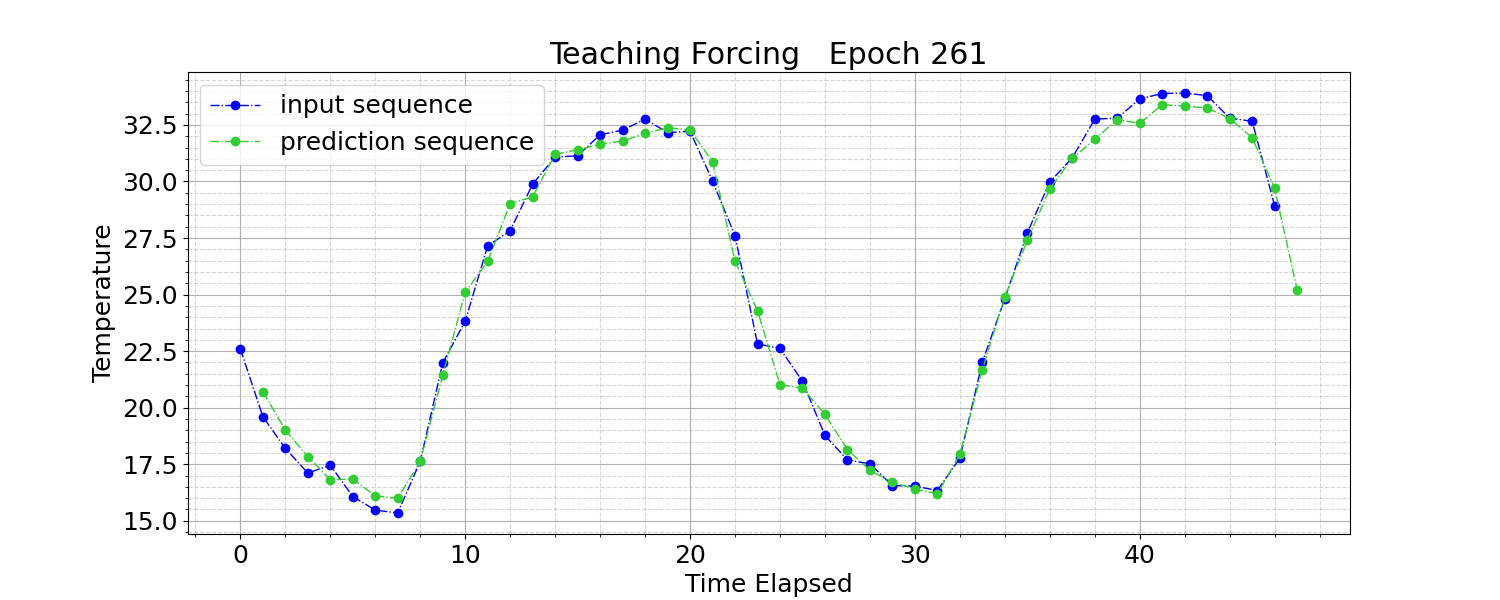 Teaching Forcing   Epoch 261
input sequence
prediction sequence
Temperature
32.5
30.0
27.5
25.0
22.5
20.0
17.5
15.0
0 10 20 30 40
Time Elapsed